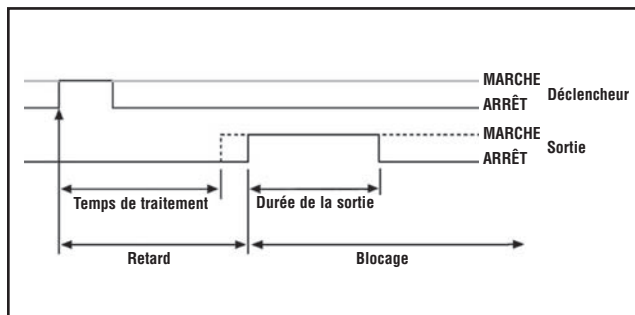 MARCHE
Déclencheur
ARRÊT
MARCHE
Sortie
ARRÊT
Temps de traitement
Durée de la sortie
Retard
Blocage